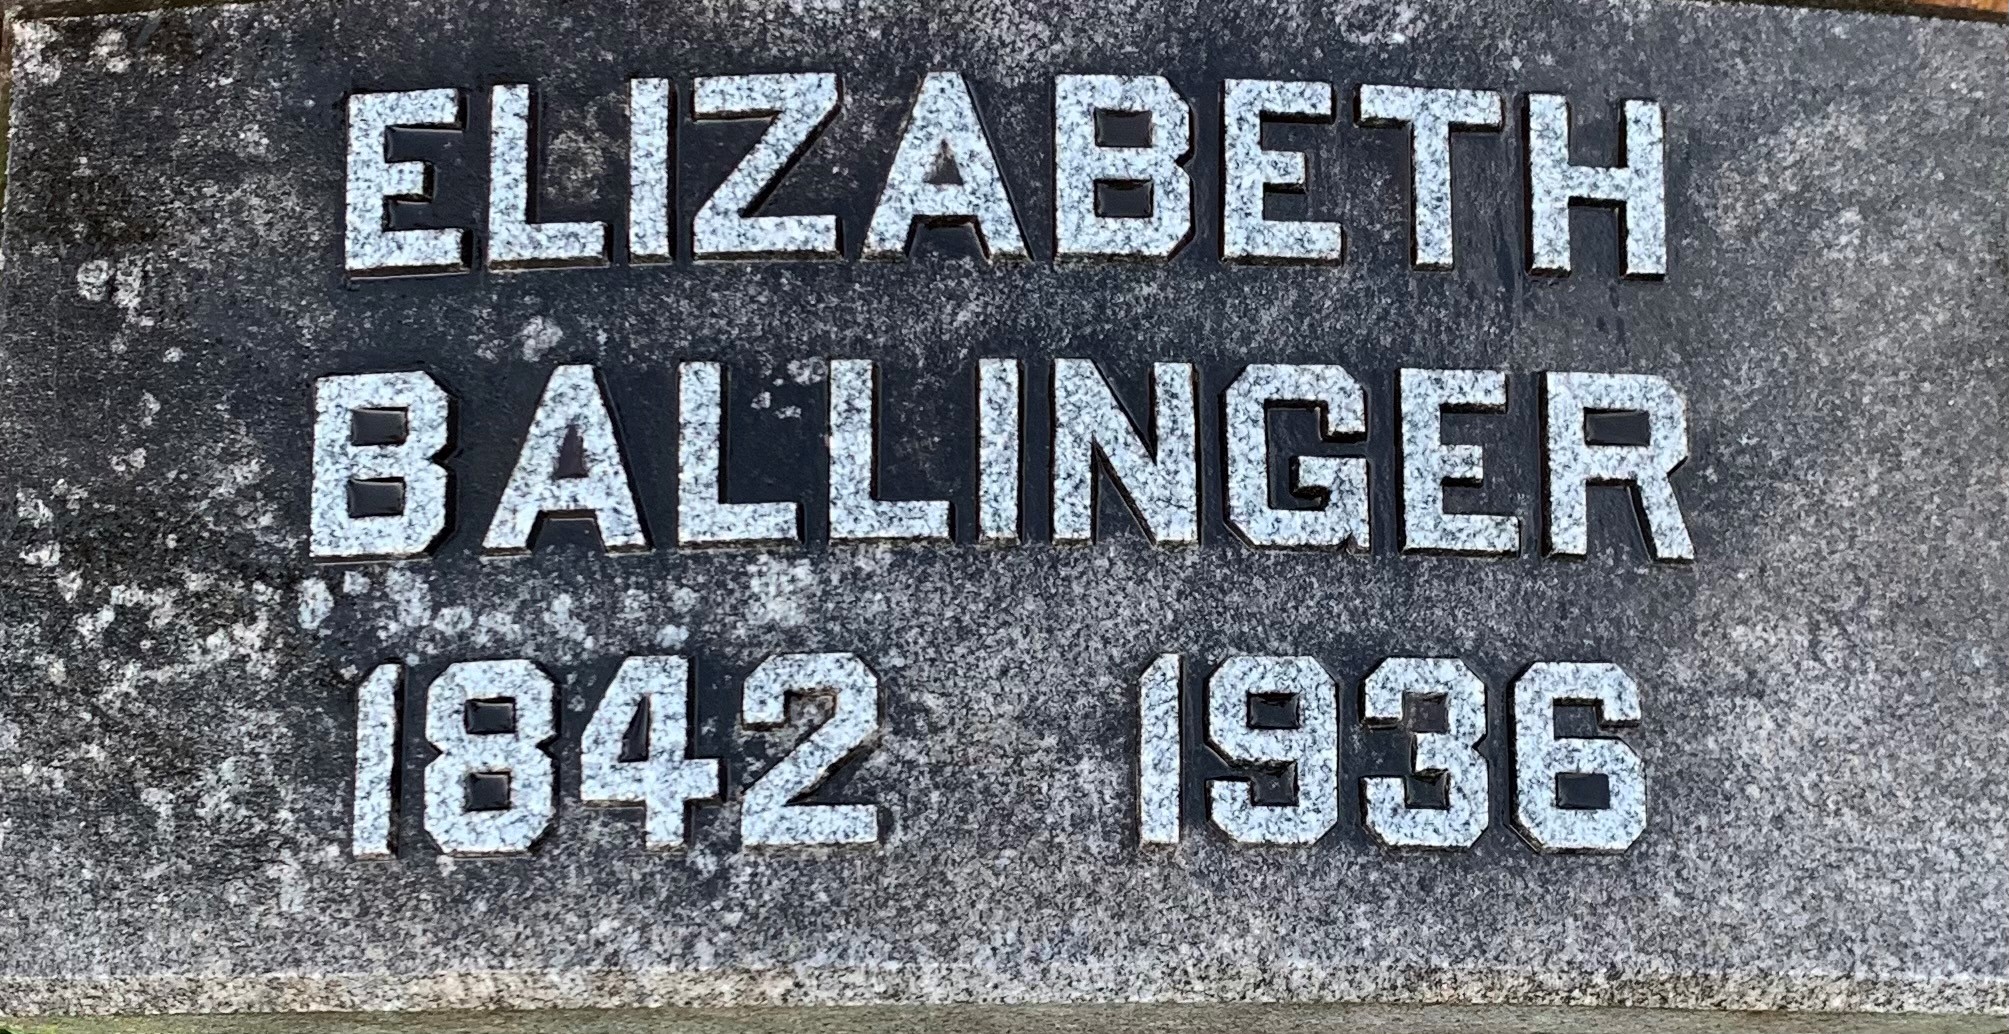 ELIZABETH
BALLINGER
1842 1936